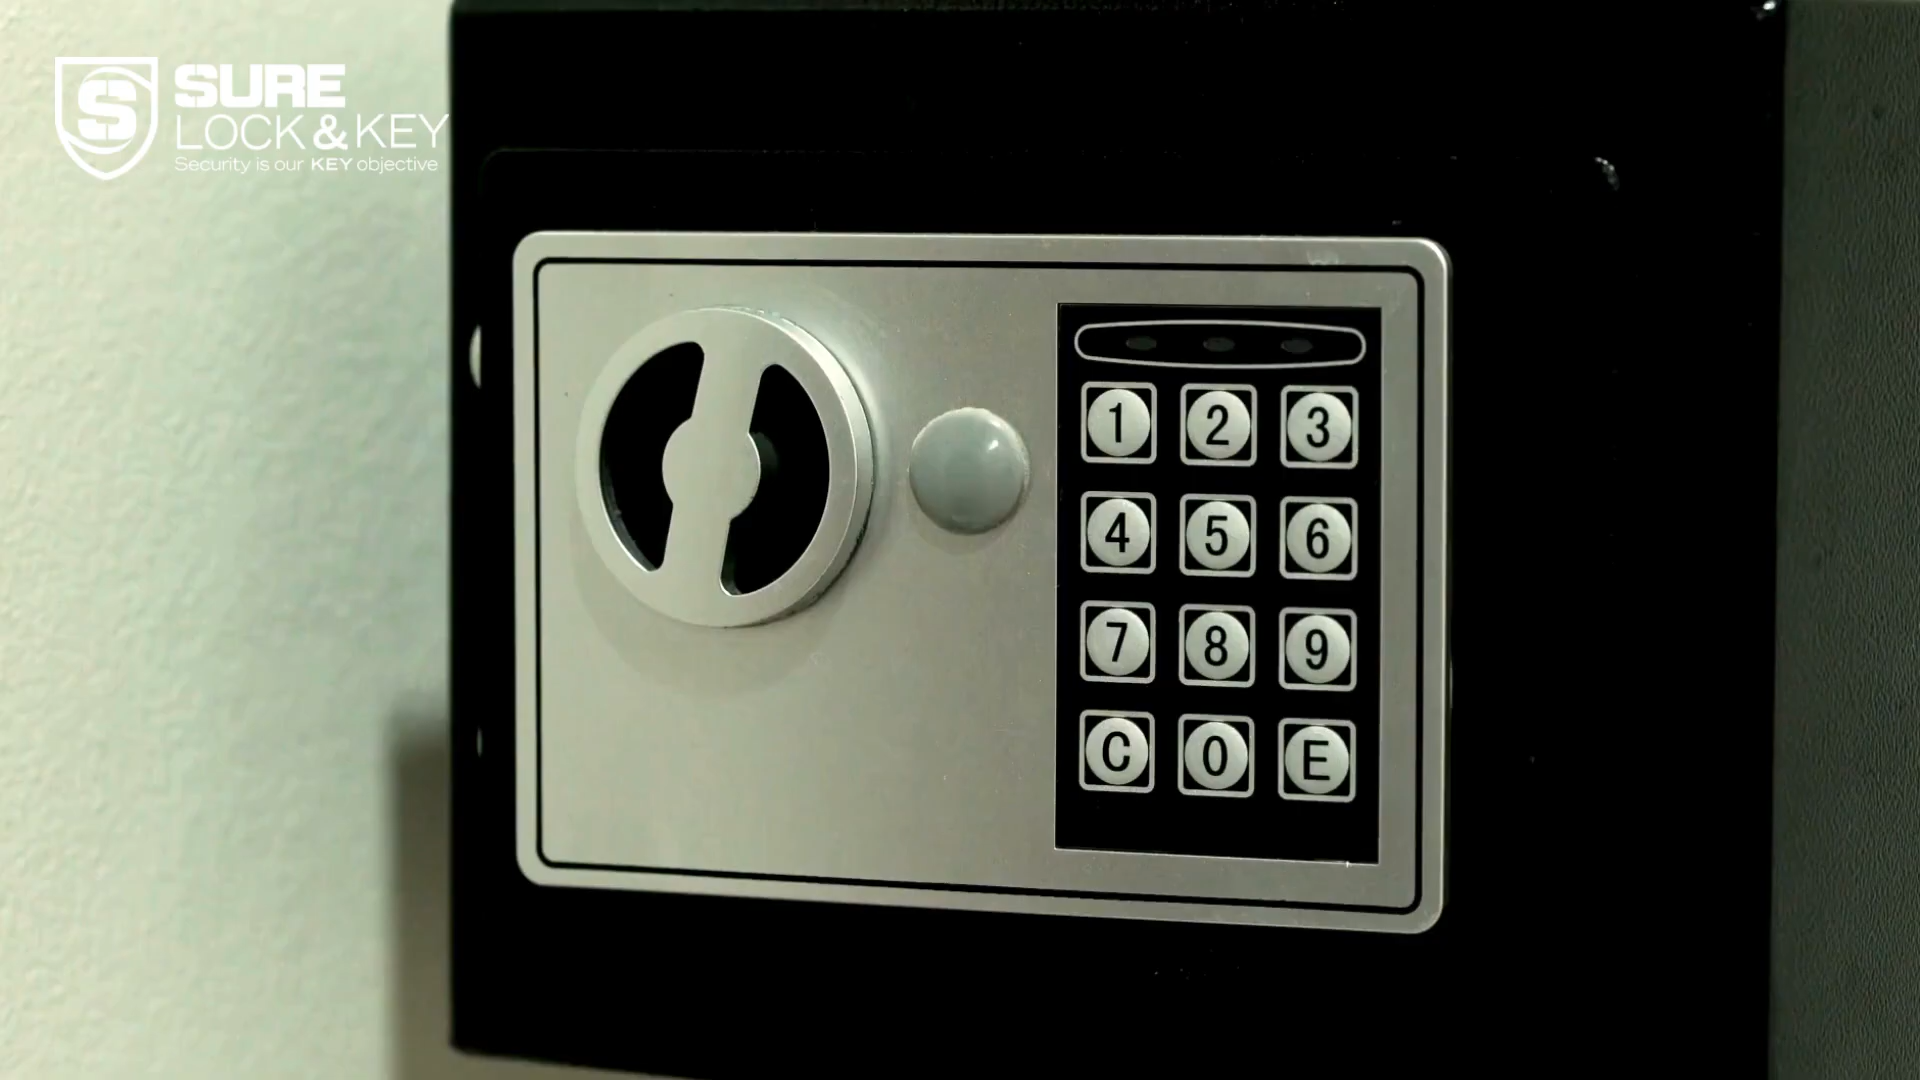 SURE
LOCK & KEY
Security is our KEY objective
1 2 3
4 5 6
7 8 9
C 0 E